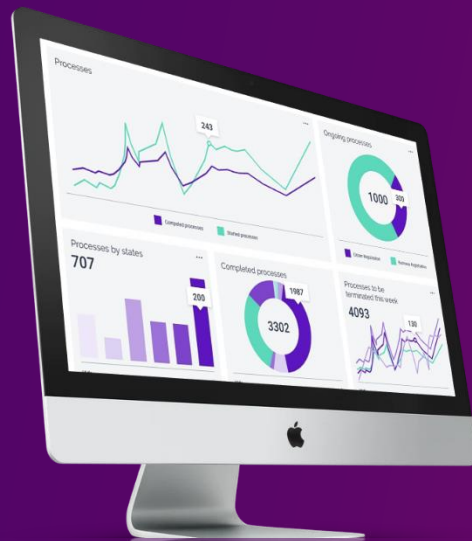 Processes
243
Completed processes
Started processes
Ongoing processes
1000
Processes by states
707
200
Completed processes
1987
3302
Processes to be
terminated this week
4093
130